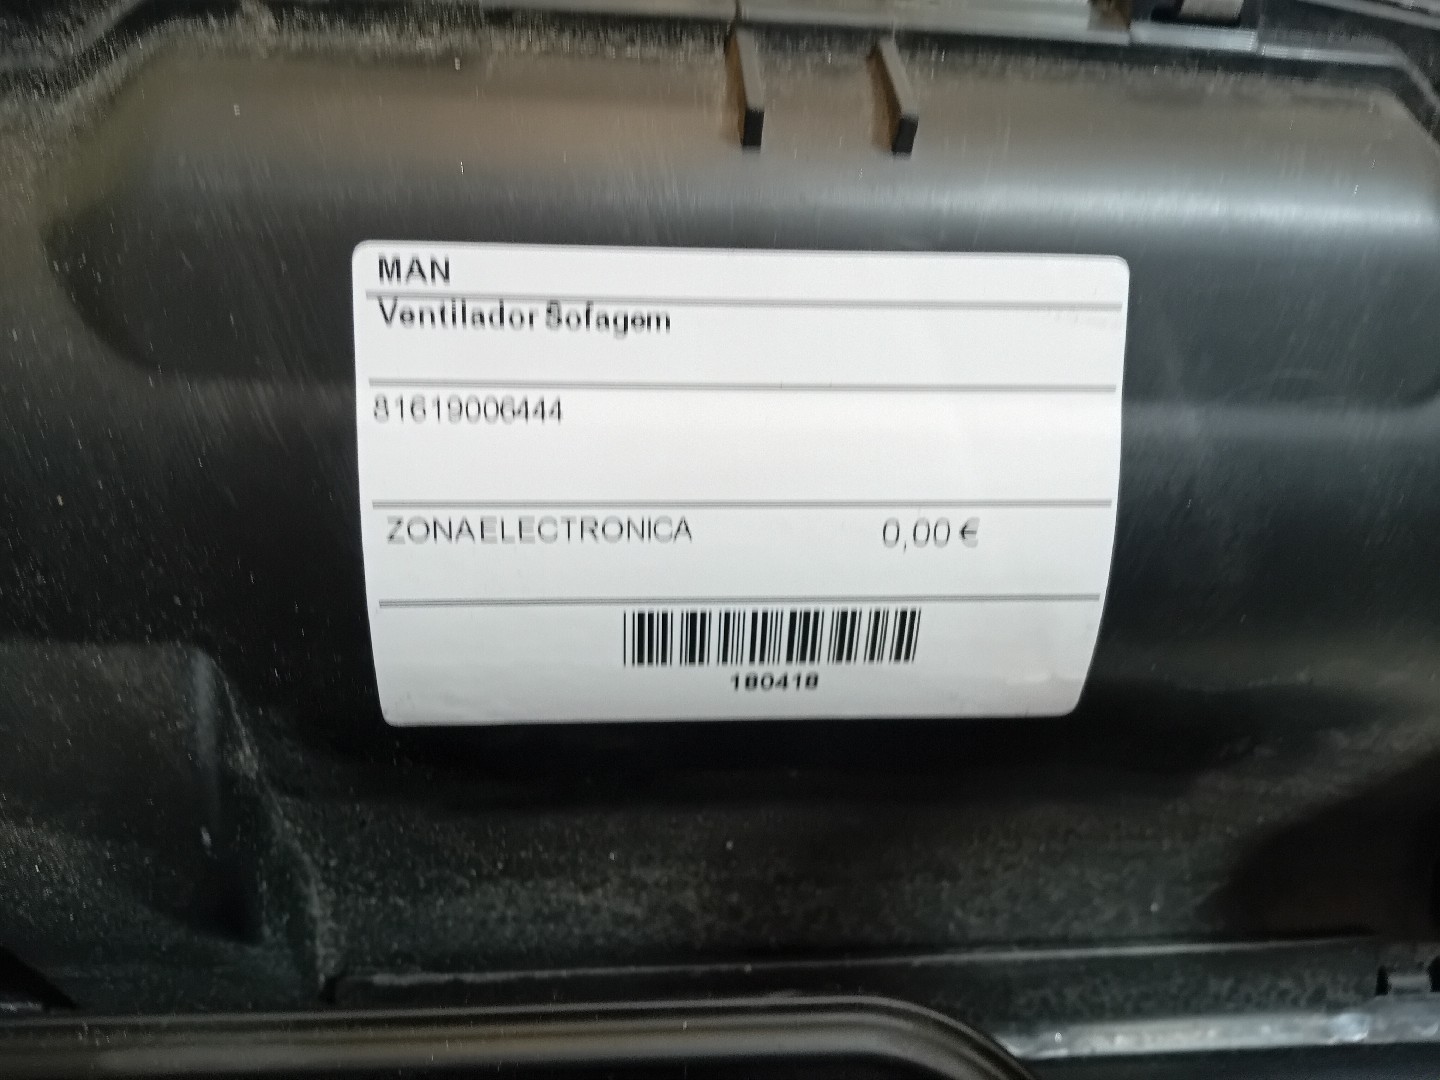 MAN
Ventilador Sofagem
81619006444
ZONAELECTRONICA 0,00 €
180418